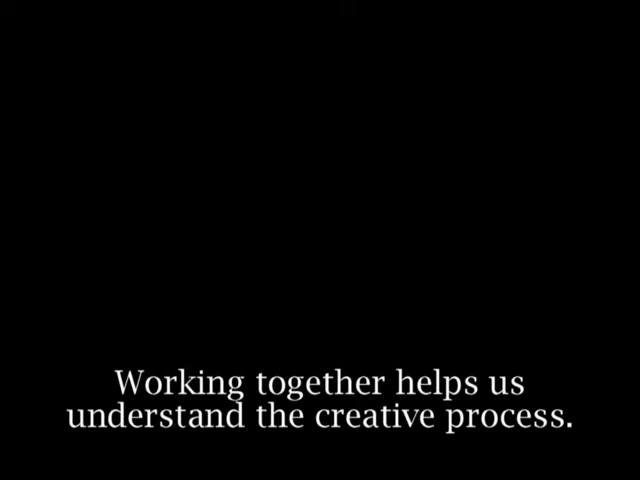 Working together helps us
understand the creative process.